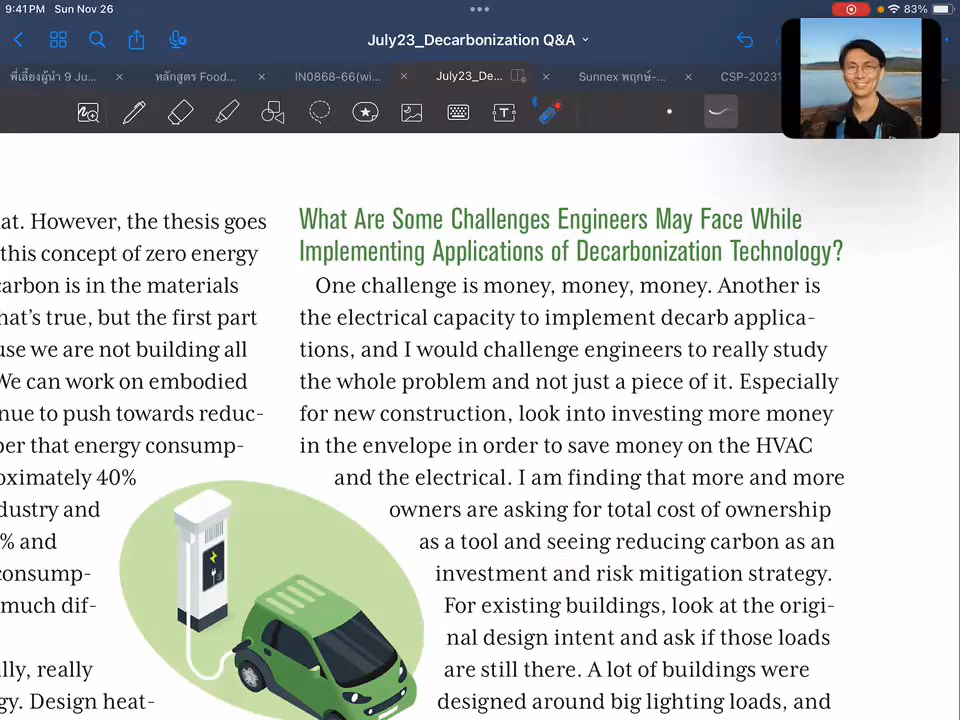 9:41 PM Sun Nov 26
83%
July23_Decarbonization Q&A
พี่เลี้ยงผู้นำ 9 Ju...
หลักสูตร Food...
IN0868-66(wi...
July23_De...
Sunnex พฤกษ์-...
CSP-20231
at. However, the thesis goes
this concept of zero energy
carbon is in the materials
hat's true, but the first part
use we are not building all
We can work on embodied
nue to push towards reduc-
per that energy consump-
oximately 40%
dustry and
% and
consump-
much dif-
lly, really
gy. Design heat-
What Are Some Challenges Engineers May Face While
Implementing Applications of Decarbonization Technology?
One challenge is money, money, money. Another is
the electrical capacity to implement decarb applica-
tions, and I would challenge engineers to really study
the whole problem and not just a piece of it. Especially
for new construction, look into investing more money
in the envelope in order to save money on the HVAC
and the electrical. I am finding that more and more
owners are asking for total cost of ownership
as a tool and seeing reducing carbon as an
investment and risk mitigation strategy.
For existing buildings, look at the origi-
nal design intent and ask if those loads
are still there. A lot of buildings were
designed around big lighting loads, and